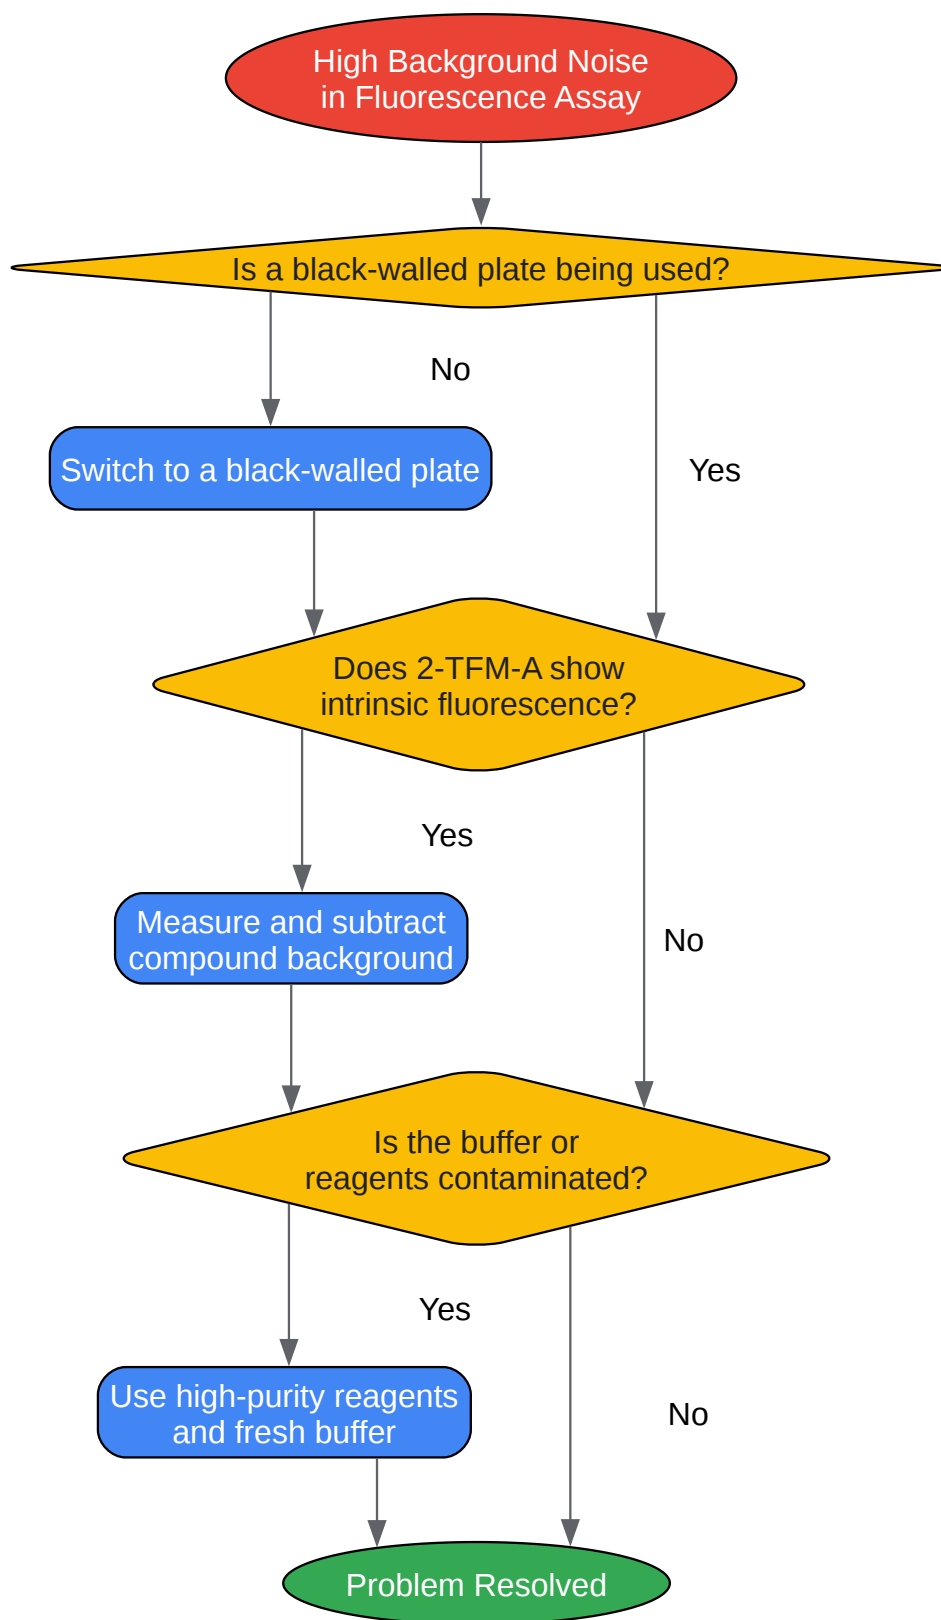 High Background Noise
in Fluorescence Assay
Is a black-walled plate being used?
No
Switch to a black-walled plate
Yes
Does 2-TFM-A show
intrinsic fluorescence?
Yes
Measure and subtract
compound background
No
Is the buffer or
reagents contaminated?
Yes
Use high-purity reagents
and fresh buffer
No
Problem Resolved